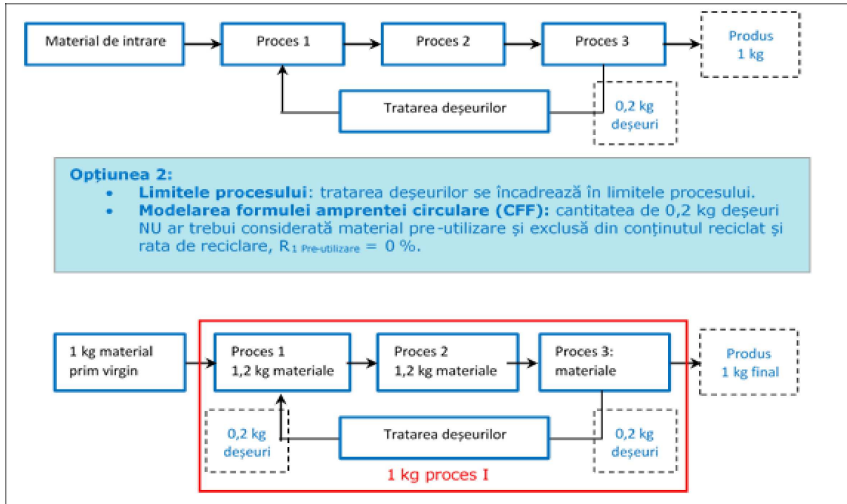 Material de intrare
Proces 1
Proces 2
Proces 3
Produs
1 kg
Tratarea deșeurilor
0,2 kg
deșeuri
Opțiunea 2:
• Limitele procesului: tratarea deșeurilor se încadrează în limitele procesului.
• Modelarea formulei amprentei circulare (CFF): cantitatea de 0,2 kg deșeuri
NU ar trebui considerată material pre-utilizare și exclusă din conținutul reciclat și
rata de reciclare, R1 Pre-utilizare = 0 %.
1 kg material
prim virgin
Proces 1
1,2 kg materiale
Proces 2
1,2 kg materiale
Proces 3:
materiale
Produs
1 kg final
0,2 kg
deșeuri
Tratarea deșeurilor
0,2 kg
deșeuri
1 kg proces I